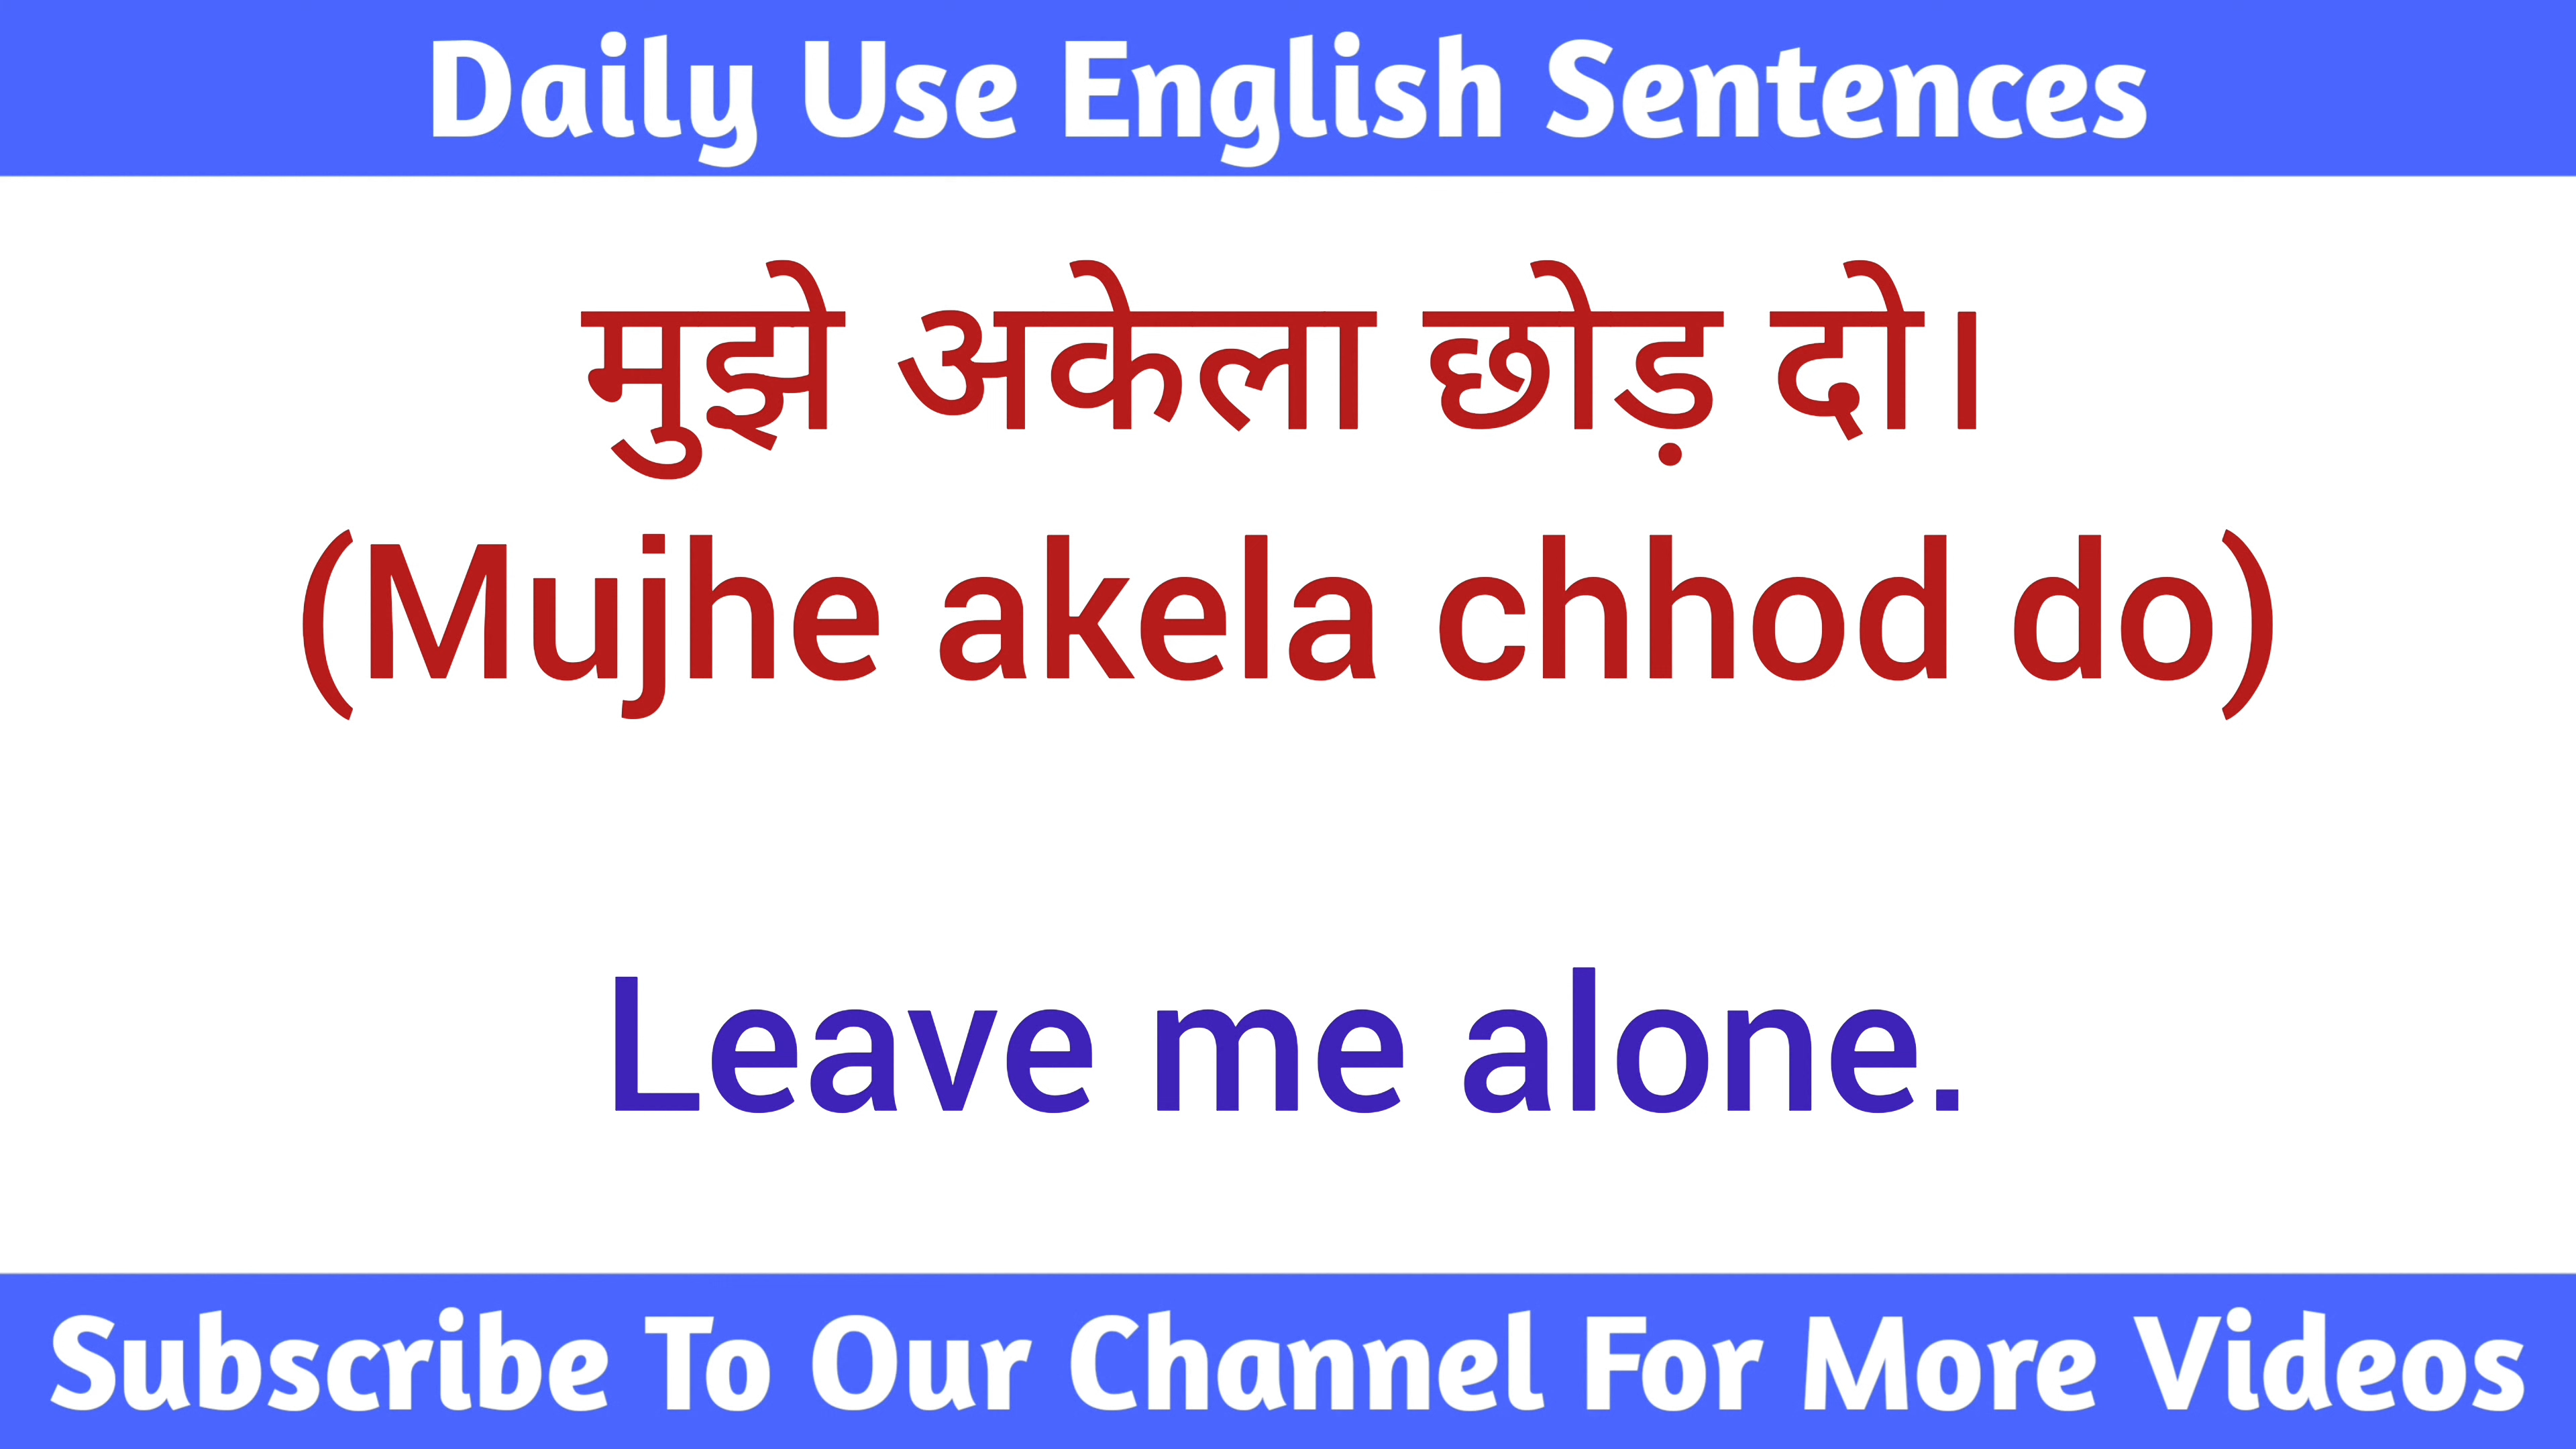 Daily Use English Sentences
मुझे अकेला छोड़ दो।
(Mujhe akela chhod do)
Leave me alone.
Subscribe To Our Channel For More Videos